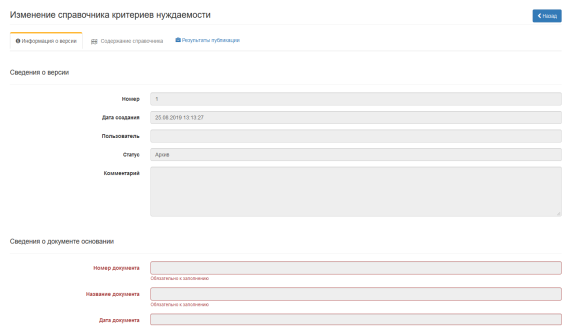 Изменение справочника критериев нуждаемости
Назад
Информация о версии
Содержание справочника
Результаты публикации
Сведения о версии
Номер
1
Дата создания
25.08.2019 13:13:27
Пользователь
Статус
Архив
Комментарий
Сведения о документе основании
Номер документа
Обязательно к заполнению
Название документа
Обязательно к заполнению
Дата документа